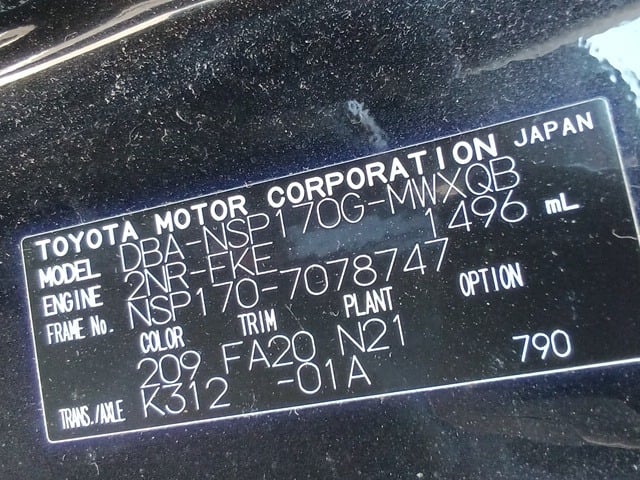 TOYOTA MOTOR CORPORATION JAPAN
MODEL DBA-NSP170G-MWXQB
ENGINE 2NR-FKE 1496 mL
FRAME No. NSP170-7078747
COLOR TRIM PLANT OPTION
209 FA20 N21
TRANS./AXLE K312 -01A 790